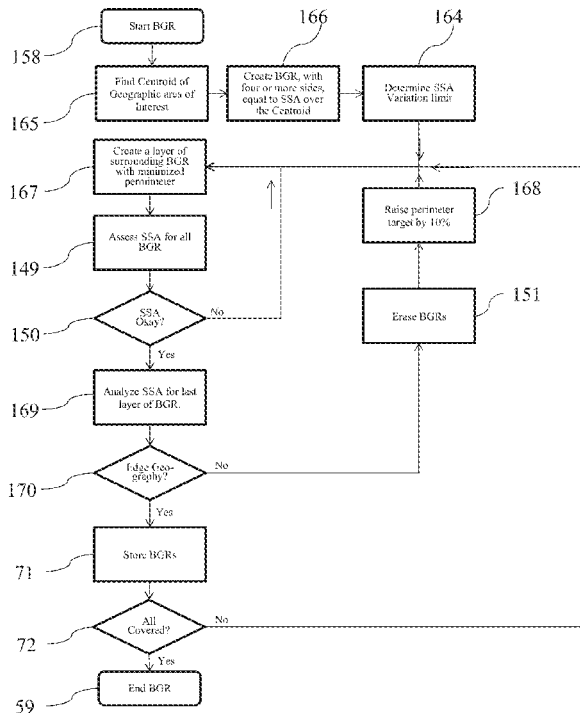 Start BGR
158
166
164
Find Centroid of
Geographic area of
Interest
165
Create BGR, with
four or more sides,
equal to SSA over
the Centroid
Determine SSA
Variation limit
Create a layer of
surrounding BGR
with minimized
perimeter
167
Raise perimeter
target by 10%
168
Assess SSA for all
BGR
149
SSA
Okay?
No
150
Erase BGRs
151
Yes
Analyze SSA for last
layer of BGR.
169
Edge Geo-
graphy?
No
170
Yes
Store BGRs
71
All
Covered?
No
72
Yes
End BGR
59